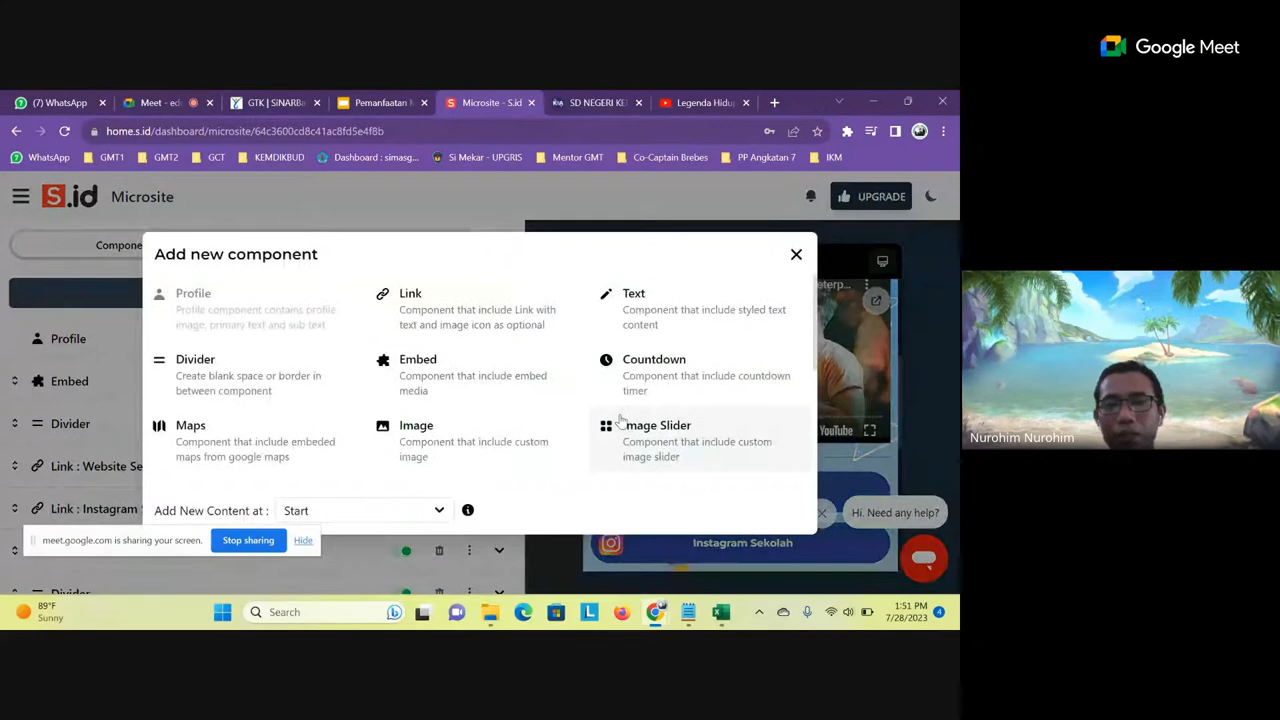 Google Meet
(7) WhatsApp
Meet - ed
GTK | SiNARBa
Pemanfaatan M
Microsite - S.id
SD NEGERI KE
Legenda Hidup
home.s.id/dashboard/microsite/64c3600cd8c41ac8fd5e4f8b
WhatsApp
GMT1
GMT2
GCT
KEMDIKBUD
Dashboard : simasg...
Si Mekar - UPGRIS
Mentor GMT
Co-Captain Brebes
PP Angkatan 7
IKM
S.id
Microsite
UPGRADE
Compone
Add new component
Profile
Profile component contains profile
image, primary text and sub text
Link
Component that include Link with
text and image icon as optional
Text
Component that include styled text
content
Divider
Create blank space or border in
between component
Embed
Component that include embed
media
Countdown
Component that include countdown
timer
Maps
Component that include embeded
maps from google maps
Image
Component that include custom
image
Image Slider
Component that include custom
image slider
Add New Content at :
Start
Profile
Embed
Divider
Link : Website Se
Link : Instagram S
Divider
YouTube
Hi. Need any help?
Instagram Sekolah
meet.google.com is sharing your screen.
Stop sharing
Hide
Nurohim Nurohim
89°F
Sunny
Search
1:51 PM
7/28/2023
4